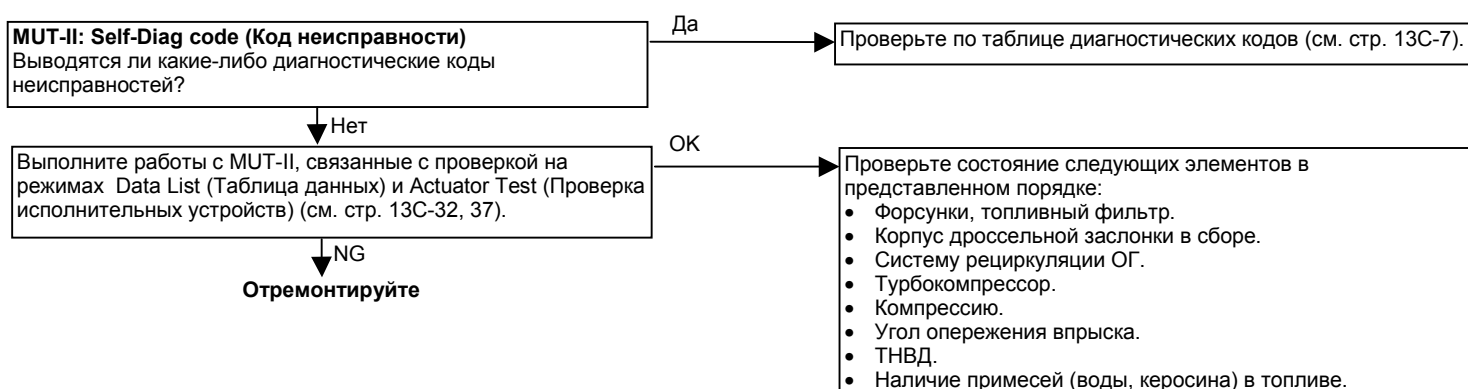 MUT-II: Self-Diag code (Код неисправности)
Выводятся ли какие-либо диагностические коды
неисправностей?
Да
Проверьте по таблице диагностических кодов (см. стр. 13C-7).
Нет
Выполните работы с MUT-II, связанные с проверкой на
режимах Data List (Таблица данных) и Actuator Test (Проверка
исполнительных устройств) (см. стр. 13C-32, 37).
OK
Проверьте состояние следующих элементов в
представленном порядке:
• Форсунки, топливный фильтр.
• Корпус дроссельной заслонки в сборе.
• Систему рециркуляции ОГ.
• Турбокомпрессор.
• Компрессию.
• Угол опережения впрыска.
• ТНВД.
• Наличие примесей (воды, керосина) в топливе.
NG
Отремонтируйте